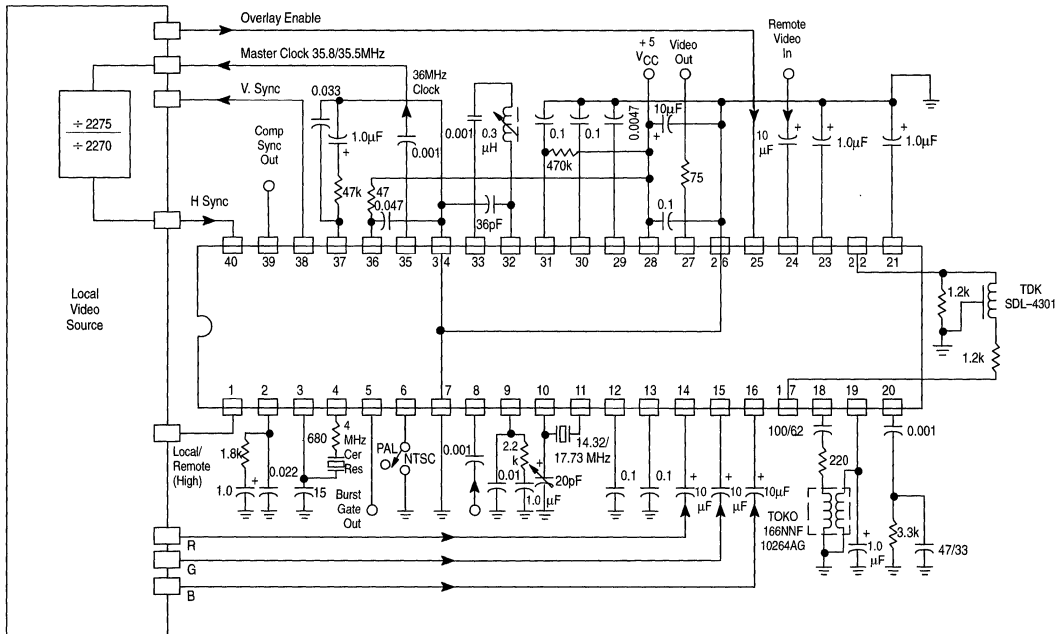 Overlay Enable
Master Clock 35.8/35.5MHz
V. Sync
÷ 2275
÷ 2270
H Sync
Comp
Sync
Out
0.033
1.0µF
+
47k
36MHz
Clock
0.001
47
0.047
0.001
0.3
µH
36pF
0.1
0.1
0.0047
470k
+ 5
VCC
10µF
+
0.1
Video
Out
75
Remote
Video
In
10
µF
+
+
1.0µF
+
1.0µF
40
39
38
37
36
35
3 4
33
32
31
30
29
28
27
2 6
25
24
23
2 2
21
Local
Video
Source
1.2k
TDK
SDL–4301
1.2k
1
2
3
4
5
6
7
8
9
10
11
12
13
14
15
16
1 7
18
19
20
Local/
Remote
(High)
1.8k
1.0
+
0.022
680
15
4
MHz
Cer
Res
Burst
Gate
Out
PAL
NTSC
0.001
2.2
k
0.01
1.0
µF
+
20pF
14.32/
17.73 MHz
0.1
0.1
+
10
µF
+
10
µF
+
10µF
100/62
220
TOKO
166NNF
10264AG
+
1.0
µF
0.001
3.3k
47/33
R
G
B